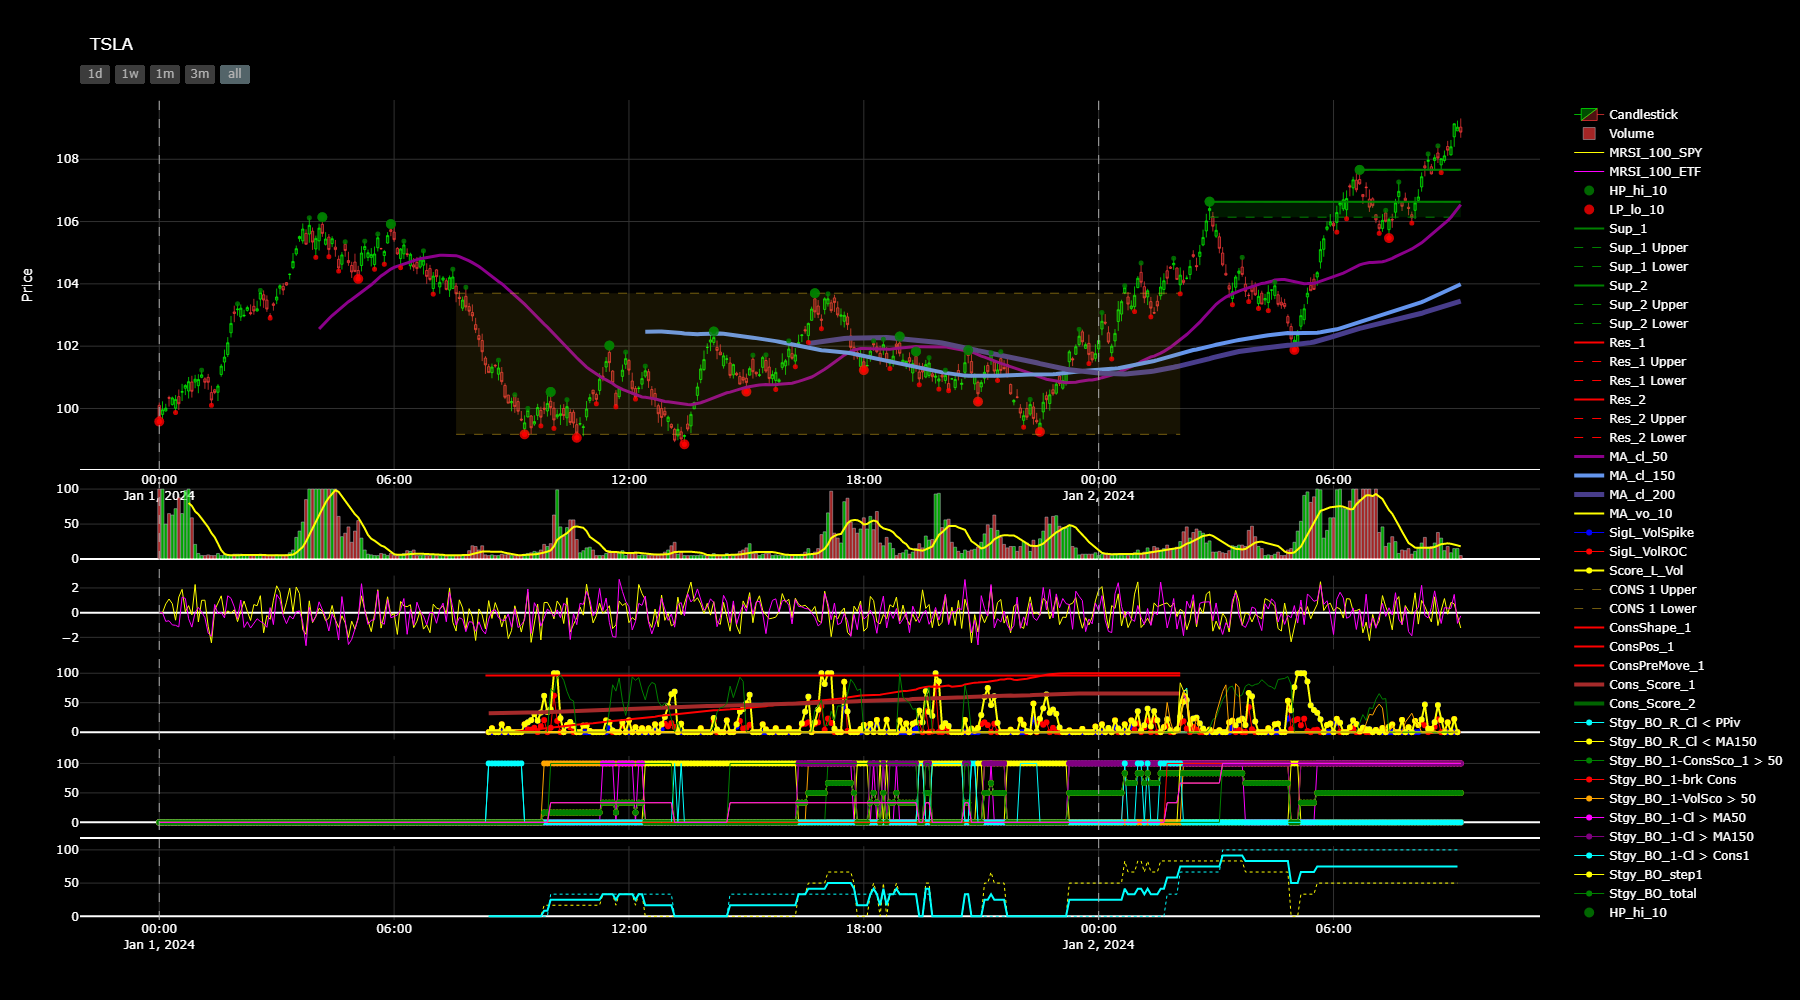 TSLA
1d 1w 1m 3m all
Price
108
106
104
102
100
00:00 06:00 12:00 18:00 00:00 06:00
Jan 1, 2024 Jan 2, 2024
100
50
0
2
0
−2
100
50
0
100
50
0
100
50
0
00:00 06:00 12:00 18:00 00:00 06:00
Jan 1, 2024 Jan 2, 2024
Candlestick
Volume
MRSI_100_SPY
MRSI_100_ETF
HP_hi_10
LP_lo_10
Sup_1
Sup_1 Upper
Sup_1 Lower
Sup_2
Sup_2 Upper
Sup_2 Lower
Res_1
Res_1 Upper
Res_1 Lower
Res_2
Res_2 Upper
Res_2 Lower
MA_cl_50
MA_cl_150
MA_cl_200
MA_vo_10
SigL_VolSpike
SigL_VolROC
Score_L_Vol
CONS 1 Upper
CONS 1 Lower
ConsShape_1
ConsPos_1
ConsPreMove_1
Cons_Score_1
Cons_Score_2
Stgy_BO_R_Cl < PPiv
Stgy_BO_R_Cl < MA150
Stgy_BO_1-ConsSco_1 > 50
Stgy_BO_1-brk Cons
Stgy_BO_1-VolSco > 50
Stgy_BO_1-Cl > MA50
Stgy_BO_1-Cl > MA150
Stgy_BO_1-Cl > Cons1
Stgy_BO_step1
Stgy_BO_total
HP_hi_10